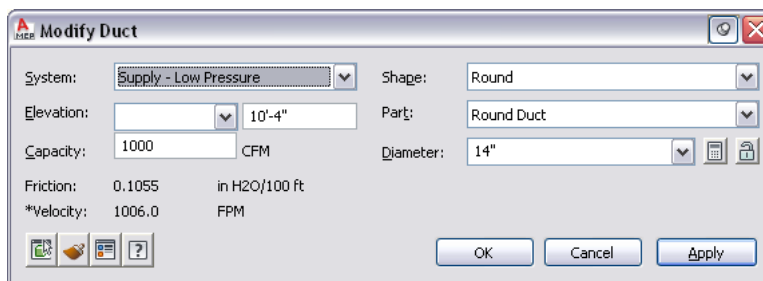 MEP Modify Duct
System: Supply - Low Pressure Shape: Round
Elevation: 10'-4" Part: Round Duct
Capacity: 1000 CFM Diameter: 14"
Friction: 0.1055 in H2O/100 ft
*Velocity: 1006.0 FPM
? OK Cancel Apply